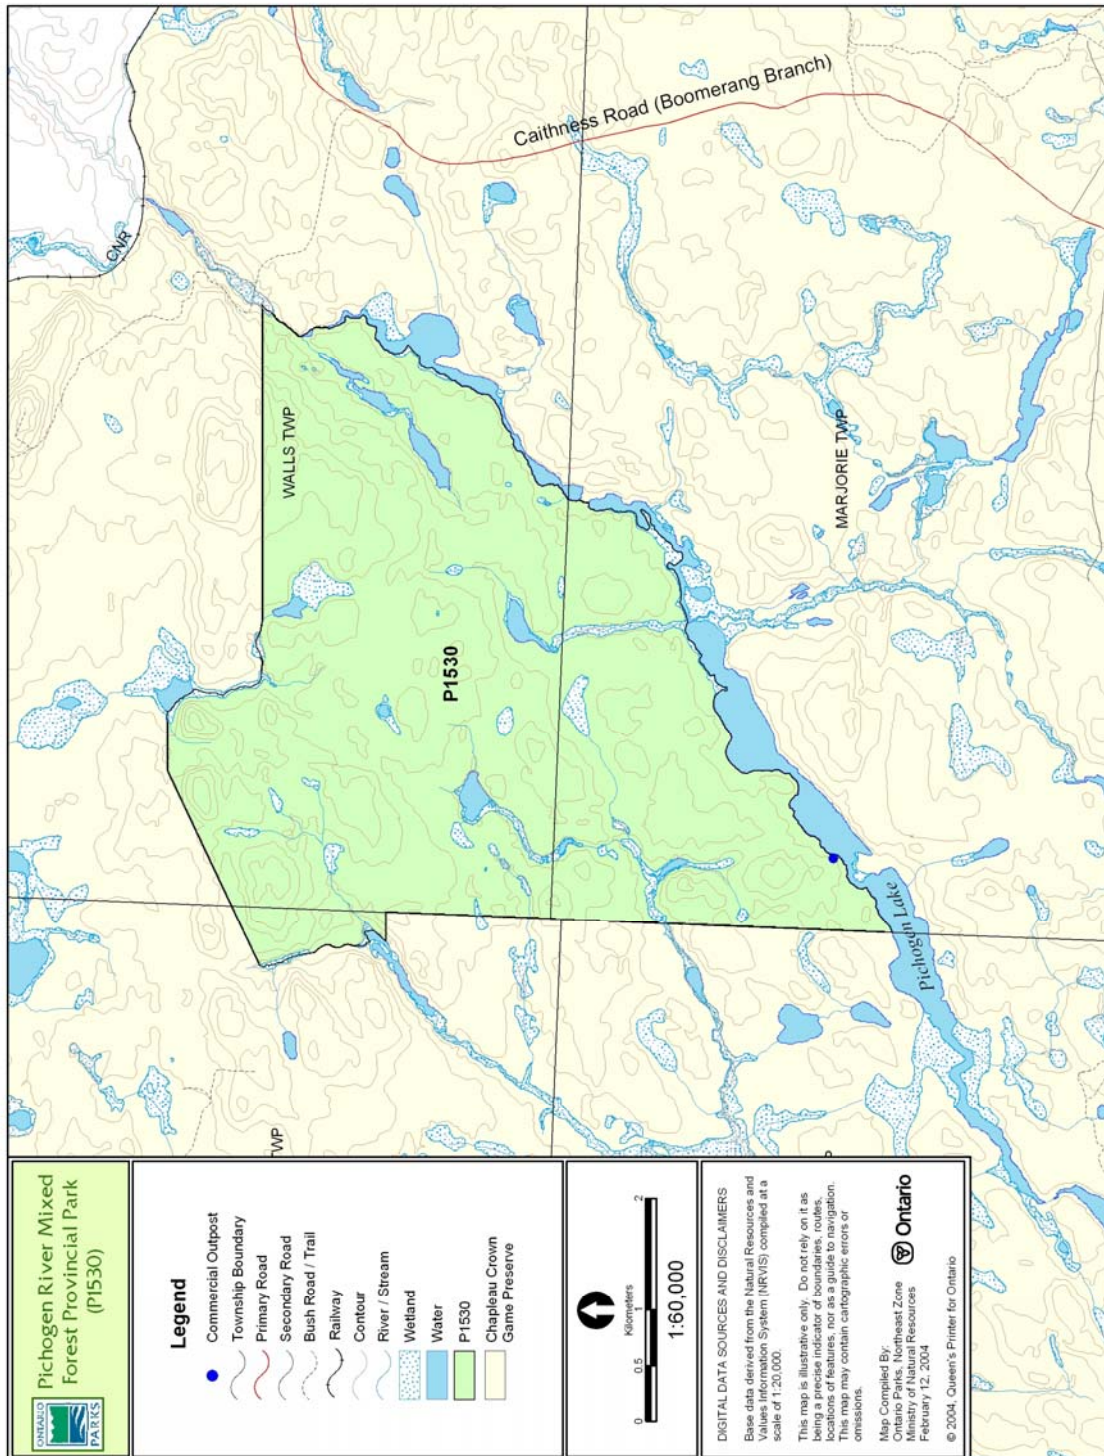 ONTARIO
PARKS
Pichogen River Mixed
Forest Provincial Park
(P1530)
Legend
Commercial Outpost
Township Boundary
Primary Road
Secondary Road
Bush Road / Trail
Railway
Contour
River / Stream
Wetland
Water
P1530
Chapleau Crown
Game Preserve
Kilometers
0 0.5 1 2
1:60,000
DIGITAL DATA SOURCES AND DISCLAIMERS
Base data derived from the Natural Resources and
Values Information System (NRVIS) compiled at a
scale of 1:20,000.
This map is illustrative only. Do not rely on it as
being a precise indicator of boundaries, routes,
locations of features, nor as a guide to navigation.
This map may contain cartographic errors or
omissions.
Map Compiled By:
Ontario Parks, Northeast Zone
Ministry of Natural Resources
February 12, 2004
Ontario
© 2004, Queen's Printer for Ontario
TWP
P
WALLS TWP
P1530
CNR
Caithness Road (Boomerang Branch)
MARJORIE TWP
Pichogen Lake